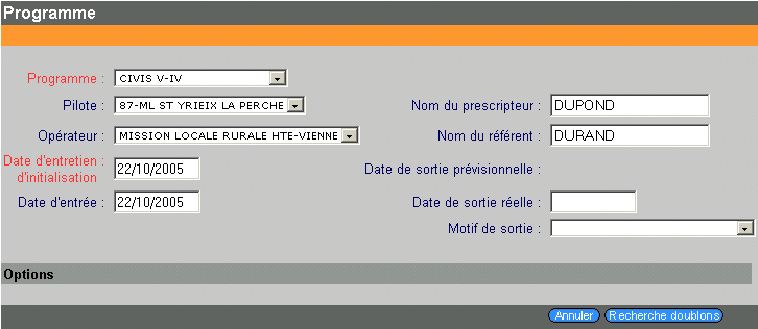 Programme
Programme : CIVIS V-IV
Pilote : 87-ML ST YRIEIX LA PERCHE Nom du prescripteur : DUPOND
Opérateur : MISSION LOCALE RURALE HTE-VIENNE Nom du référent : DURAND
Date d'entretien : d'initialisation 22/10/2005 Date de sortie prévisionnelle :
Date d'entrée : 22/10/2005 Date de sortie réelle :
Motif de sortie :
Options
Annuler Recherche doublons